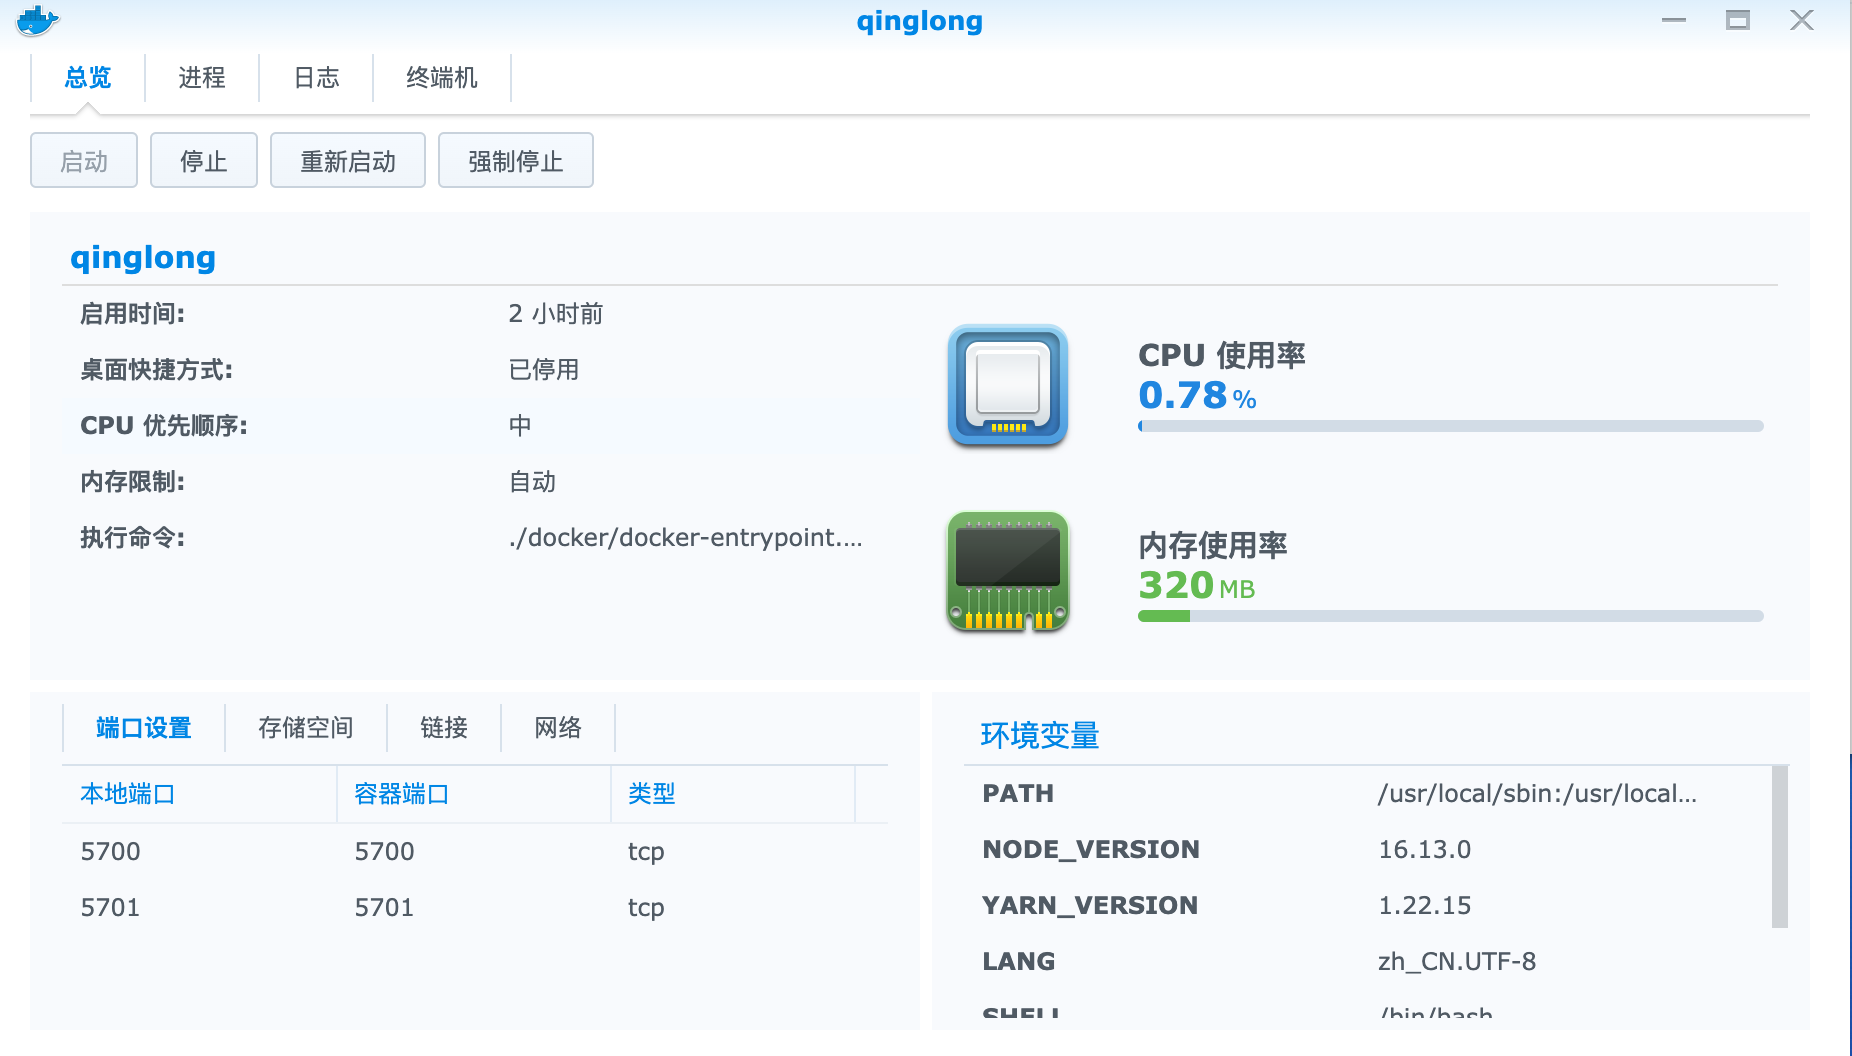 qinglong
总览 进程 日志 终端机
启动 停止 重新启动 强制停止
qinglong
启用时间: 2 小时前
桌面快捷方式: 已停用
CPU 优先顺序: 中
内存限制: 自动
执行命令: ./docker/docker-entrypoint....
CPU 使用率
0.78 %
内存使用率
320 MB
端口设置 存储空间 链接 网络
本地端口 容器端口 类型
5700 5700 tcp
5701 5701 tcp
环境变量
PATH /usr/local/sbin:/usr/local...
NODE_VERSION 16.13.0
YARN_VERSION 1.22.15
LANG zh_CN.UTF-8
SHELL /bin/bash